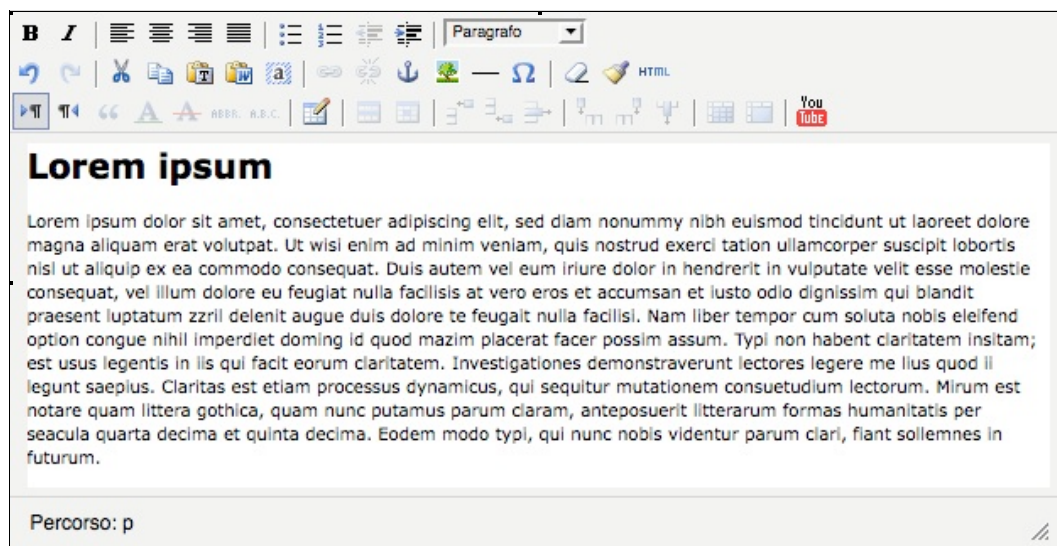 B I Paragrafo
T W a Ω HTML
¶ ¶ “ A A ABBR. A.B.C. You Tube
Lorem ipsum
Lorem ipsum dolor sit amet, consectetuer adipiscing elit, sed diam nonummy nibh euismod tincidunt ut laoreet dolore
magna aliquam erat volutpat. Ut wisi enim ad minim veniam, quis nostrud exerci tation ullamcorper suscipit lobortis
nisl ut aliquip ex ea commodo consequat. Duis autem vel eum iriure dolor in hendrerit in vulputate velit esse molestie
consequat, vel illum dolore eu feugiat nulla facilisis at vero eros et accumsan et iusto odio dignissim qui blandit
praesent luptatum zzril delenit augue duis dolore te feugait nulla facilisi. Nam liber tempor cum soluta nobis eleifend
option congue nihil imperdiet doming id quod mazim placerat facer possim assum. Typi non habent claritatem insitam;
est usus legentis in iis qui facit eorum claritatem. Investigationes demonstraverunt lectores legere me lius quod ii
legunt saepius. Claritas est etiam processus dynamicus, qui sequitur mutationem consuetudium lectorum. Mirum est
notare quam littera gothica, quam nunc putamus parum claram, anteposuerit litterarum formas humanitatis per
seacula quarta decima et quinta decima. Eodem modo typi, qui nunc nobis videntur parum clari, fiant sollemnes in
futurum.
Percorso: p